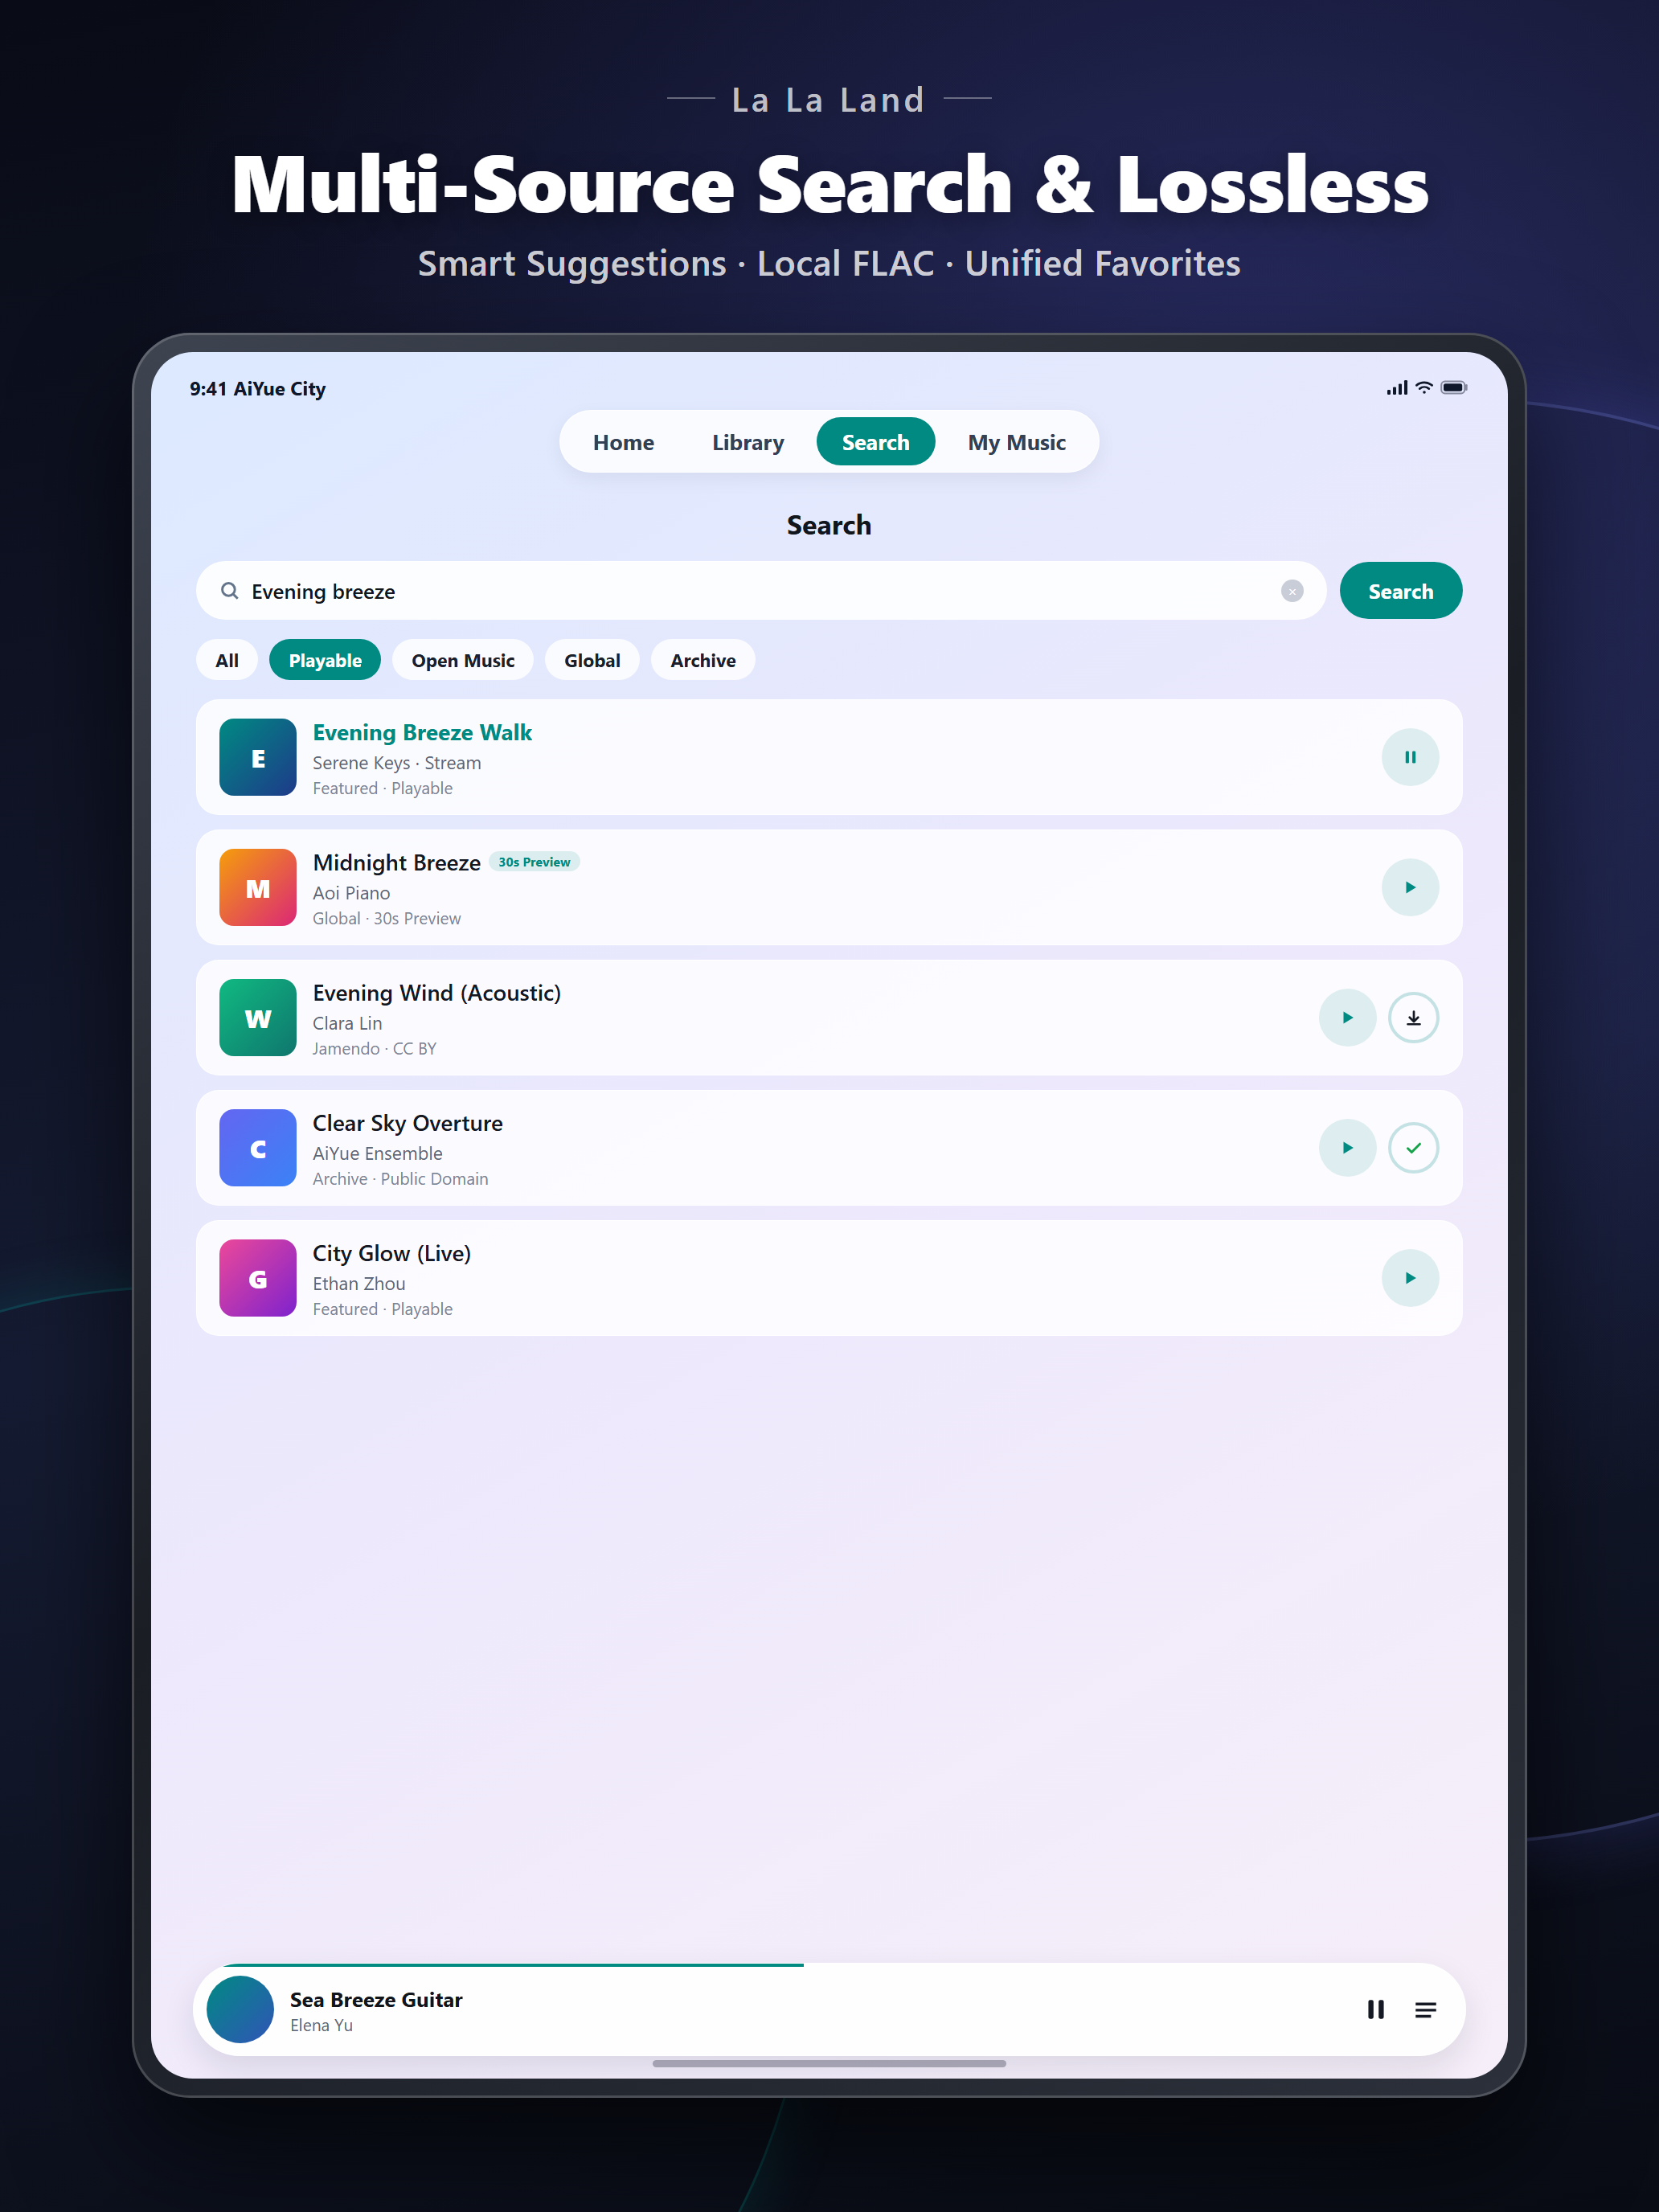 La La Land
Multi-Source Search & Lossless
Smart Suggestions · Local FLAC · Unified Favorites
9:41 AiYue City
Home Library Search My Music
Search
Evening breeze × Search
All Playable Open Music Global Archive
E
Evening Breeze Walk
Serene Keys · Stream
Featured · Playable
M
Midnight Breeze 30s Preview
Aoi Piano
Global · 30s Preview
W
Evening Wind (Acoustic)
Clara Lin
Jamendo · CC BY
C
Clear Sky Overture
AiYue Ensemble
Archive · Public Domain
G
City Glow (Live)
Ethan Zhou
Featured · Playable
Sea Breeze Guitar
Elena Yu